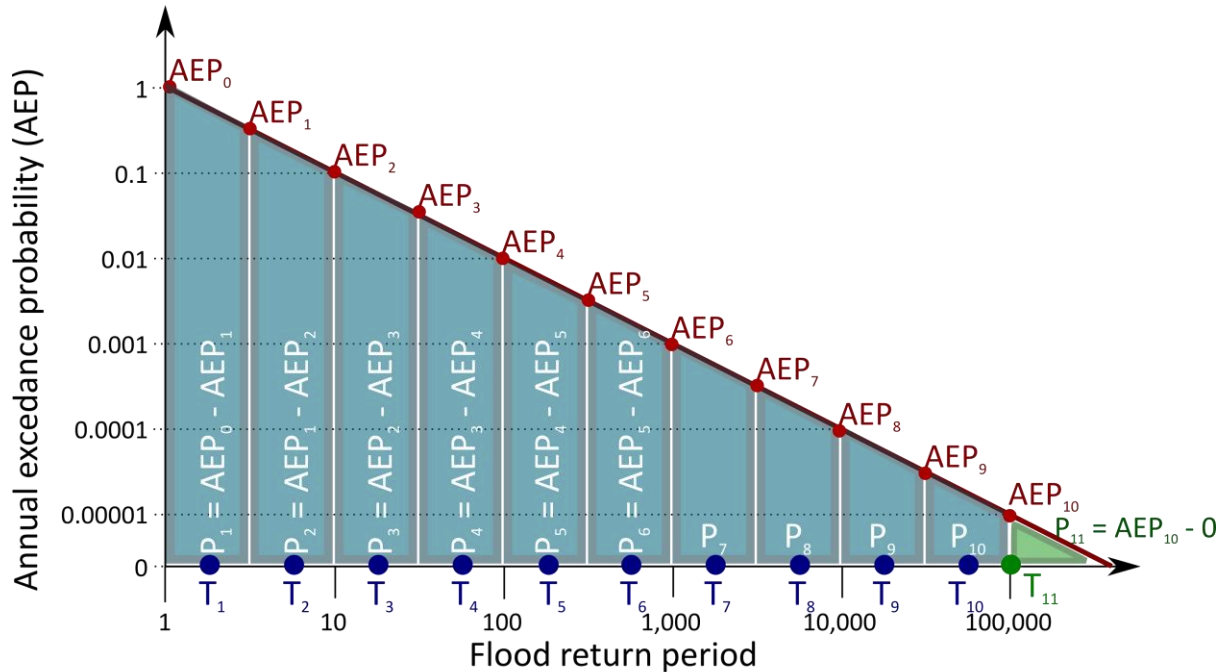 Annual excedance probability (AEP)
1
0.1
0.01
0.001
0.0001
0.00001
0
AEP₀
AEP₁
AEP₂
AEP₃
AEP₄
AEP₅
AEP₆
AEP₇
AEP₈
AEP₉
AEP₁₀
P₁ = AEP₀ - AEP₁
P₂ = AEP₁ - AEP₂
P₃ = AEP₂ - AEP₃
P₄ = AEP₃ - AEP₄
P₅ = AEP₄ - AEP₅
P₆ = AEP₅ - AEP₆
P₇
P₈
P₉
P₁₀
P₁₁ = AEP₁₀ - 0
T₁
T₂
T₃
T₄
T₅
T₆
T₇
T₈
T₉
T₁₀
T₁₁
1
10
100
1,000
10,000
100,000
Flood return period